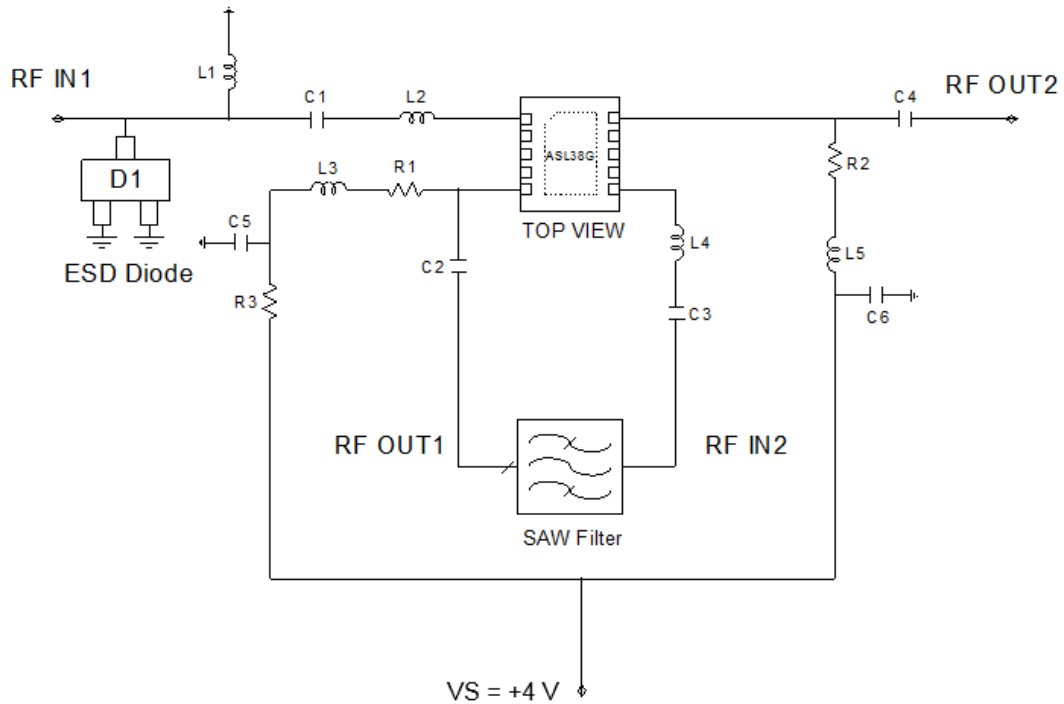 L1
RF IN1
C1
L2
C4
RF OUT2
ASL38G
L3
R1
R2
D1
TOP VIEW
C5
L4
L5
ESD Diode
C2
R3
C3
C6
RF OUT1
RF IN2
SAW Filter
VS = +4 V